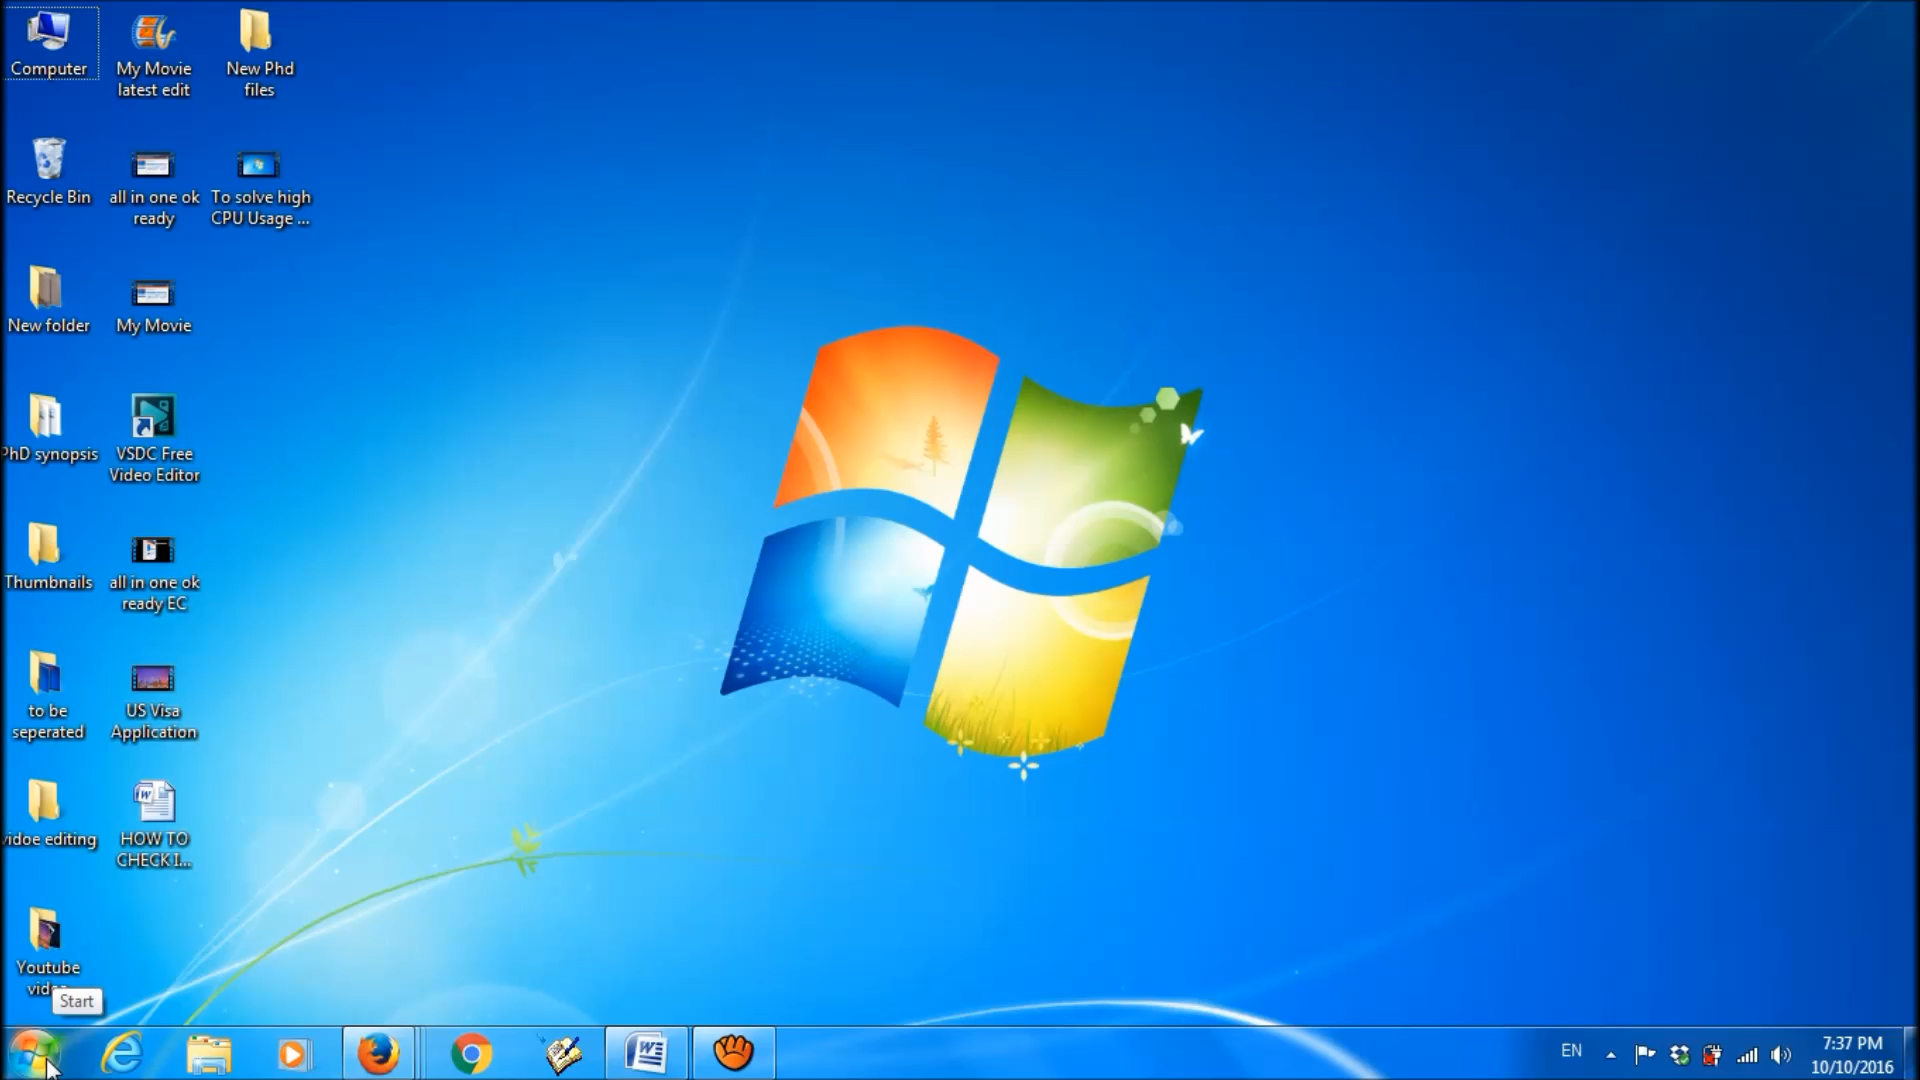 Computer
My Movie
latest edit
New Phd
files
Recycle Bin
all in one ok
ready
To solve high
CPU Usage ...
New folder
My Movie
PhD synopsis
VSDC Free
Video Editor
Thumbnails
all in one ok
ready EC
to be
seperated
US Visa
Application
vidoe editing
HOW TO
CHECK I...
Youtube
Start
EN
7:37 PM
10/10/2016